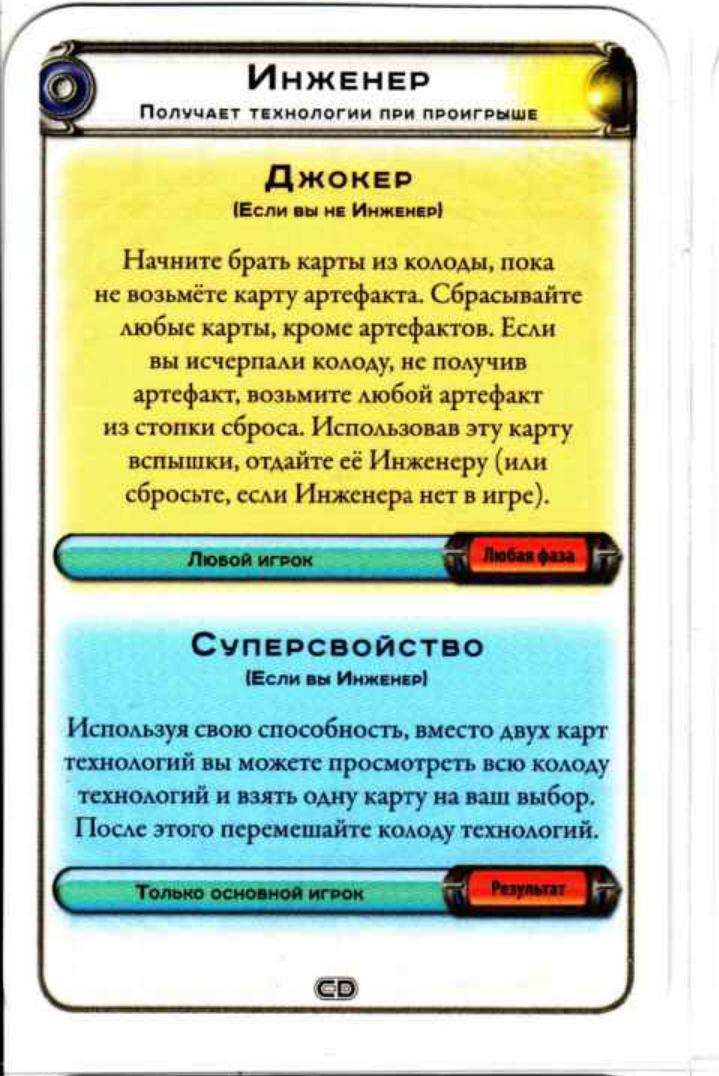 Инженер
Получает технологии при проигрыше
Джокер
(Если вы не Инженер)
Начните брать карты из колоды, пока
не возьмёте карту артефакта. Сбрасывайте
любые карты, кроме артефактов. Если
вы исчерпали колоду, не получив
артефакт, возьмите любой артефакт
из стопки сброса. Использовав эту карту
вспышки, отдайте её Инженеру (или
сбросьте, если Инженера нет в игре).
Любой игрок
Любая фаза
Суперсвойство
(Если вы Инженер)
Используя свою способность, вместо двух карт
технологий вы можете просмотреть всю колоду
технологий и взять одну карту на ваш выбор.
После этого перемешайте колоду технологий.
Только основной игрок
Результат
CD